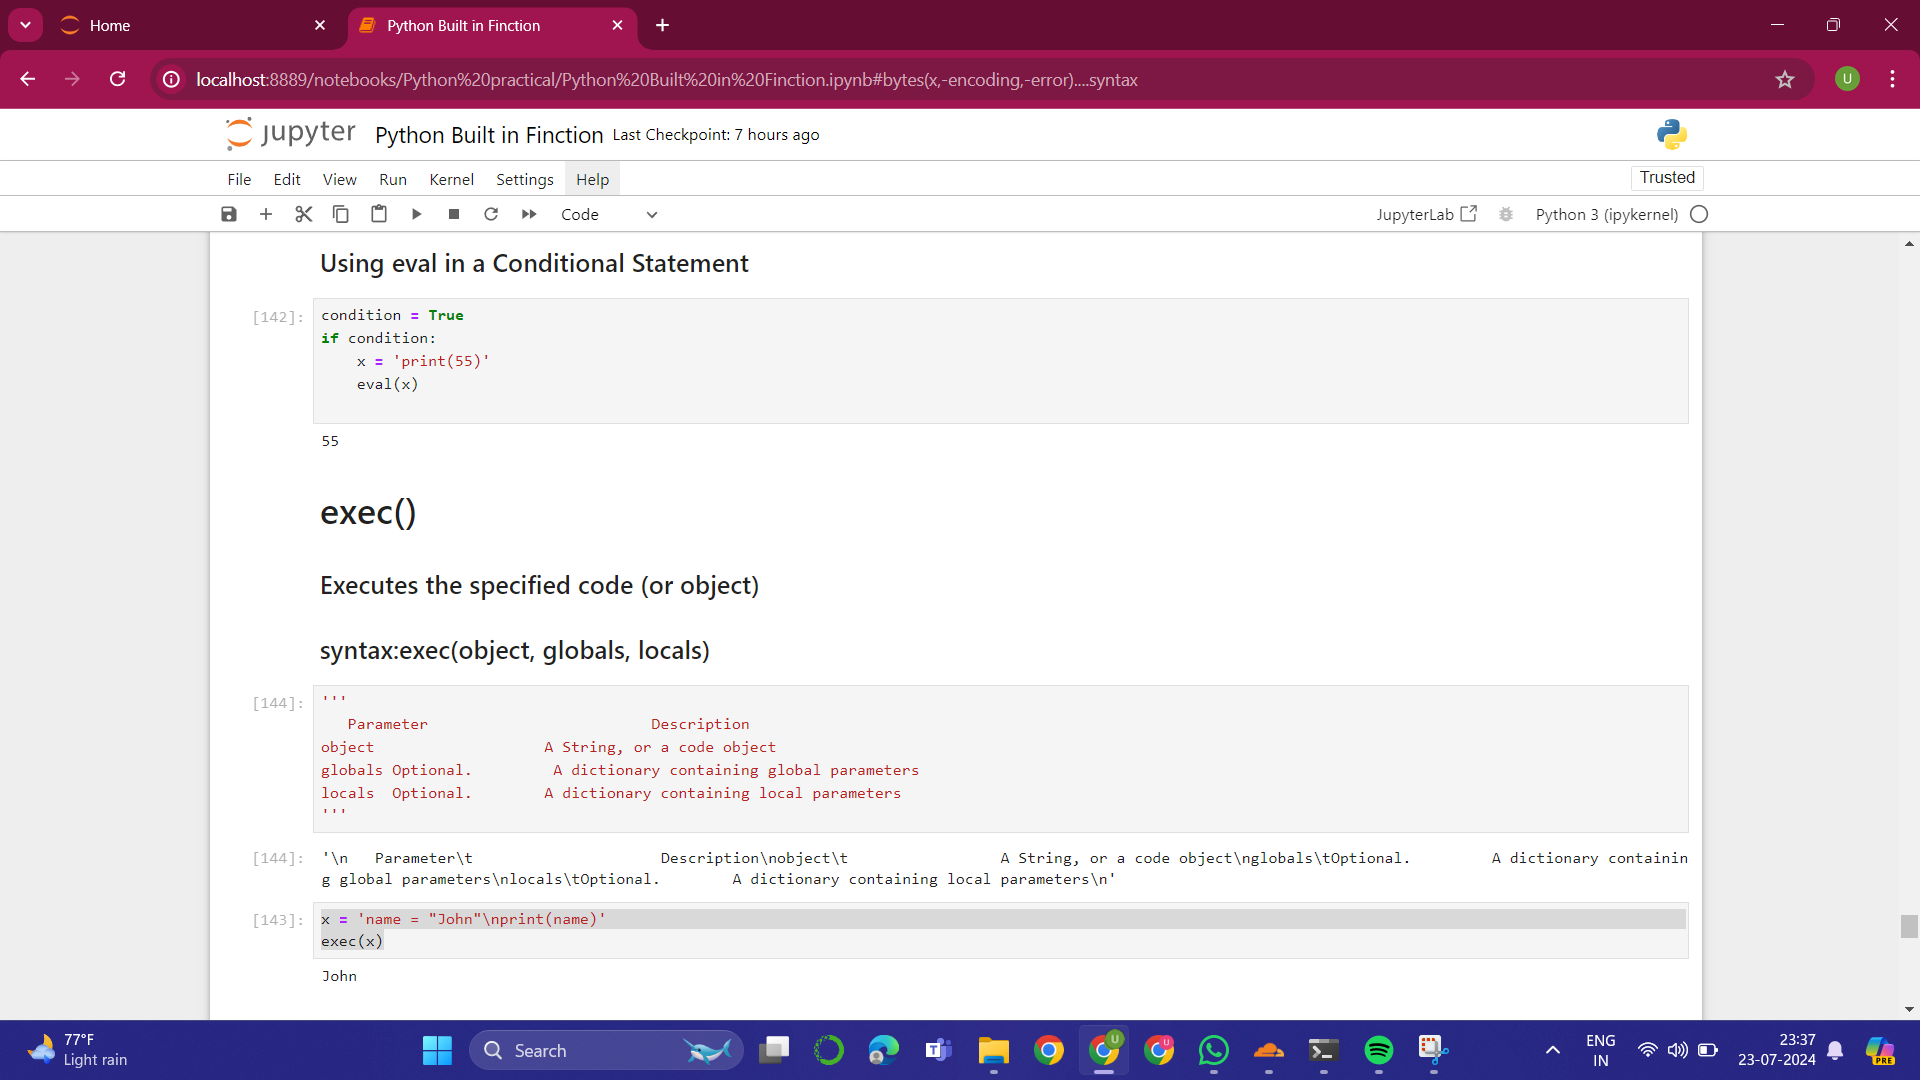 Home
Python Built in Finction
localhost:8889/notebooks/Python%20practical/Python%20Built%20in%20Finction.ipynb#bytes(x,-encoding,-error)....syntax
U
jupyter Python Built in Finction Last Checkpoint: 7 hours ago
File Edit View Run Kernel Settings Help
Trusted
Code
JupyterLab
Python 3 (ipykernel)
Using eval in a Conditional Statement
[142]:
condition = True
if condition:
    x = 'print(55)'
    eval(x)
55
exec()
Executes the specified code (or object)
syntax:exec(object, globals, locals)
[144]:
'''
   Parameter                         Description
object                   A String, or a code object
globals Optional.         A dictionary containing global parameters
locals  Optional.        A dictionary containing local parameters
'''
[144]:
'\n   Parameter\t                     Description\nobject\t                 A String, or a code object\nglobals\tOptional.         A dictionary containin
g global parameters\nlocals\tOptional.        A dictionary containing local parameters\n'
[143]:
x = 'name = "John"\nprint(name)'
exec(x)
John
77°F
Light rain
Search
U
U
ENG
IN
23:37
23-07-2024
PRE